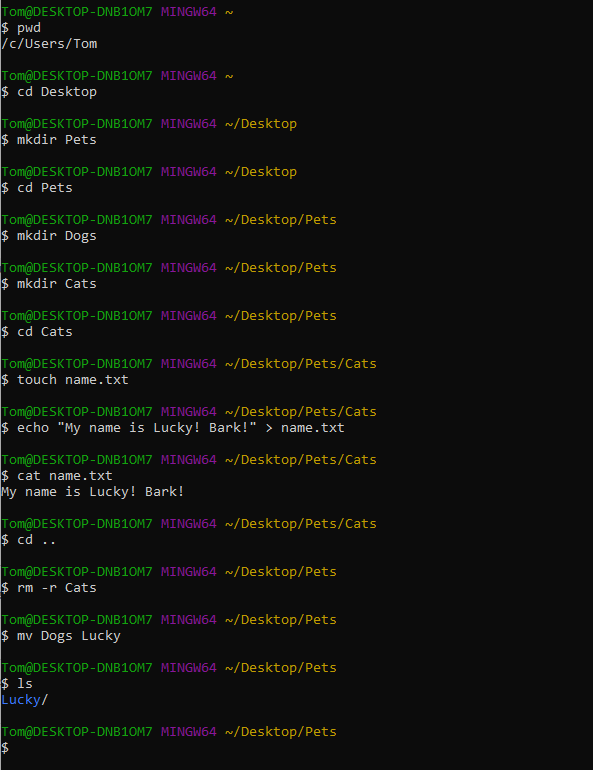 Tom@DESKTOP-DNB1OM7 MINGW64 ~
$ pwd
/c/Users/Tom
Tom@DESKTOP-DNB1OM7 MINGW64 ~
$ cd Desktop
Tom@DESKTOP-DNB1OM7 MINGW64 ~/Desktop
$ mkdir Pets
Tom@DESKTOP-DNB1OM7 MINGW64 ~/Desktop
$ cd Pets
Tom@DESKTOP-DNB1OM7 MINGW64 ~/Desktop/Pets
$ mkdir Dogs
Tom@DESKTOP-DNB1OM7 MINGW64 ~/Desktop/Pets
$ mkdir Cats
Tom@DESKTOP-DNB1OM7 MINGW64 ~/Desktop/Pets
$ cd Cats
Tom@DESKTOP-DNB1OM7 MINGW64 ~/Desktop/Pets/Cats
$ touch name.txt
Tom@DESKTOP-DNB1OM7 MINGW64 ~/Desktop/Pets/Cats
$ echo "My name is Lucky! Bark!" > name.txt
Tom@DESKTOP-DNB1OM7 MINGW64 ~/Desktop/Pets/Cats
$ cat name.txt
My name is Lucky! Bark!
Tom@DESKTOP-DNB1OM7 MINGW64 ~/Desktop/Pets/Cats
$ cd ..
Tom@DESKTOP-DNB1OM7 MINGW64 ~/Desktop/Pets
$ rm -r Cats
Tom@DESKTOP-DNB1OM7 MINGW64 ~/Desktop/Pets
$ mv Dogs Lucky
Tom@DESKTOP-DNB1OM7 MINGW64 ~/Desktop/Pets
$ ls
Lucky/
Tom@DESKTOP-DNB1OM7 MINGW64 ~/Desktop/Pets
$